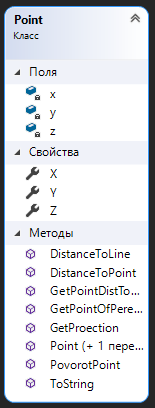 Point
Класс
Поля
x
y
z
Свойства
X
Y
Z
Методы
DistanceToLine
DistanceToPoint
GetPointDistTo...
GetPointOfPere...
GetProection
Point (+ 1 пере...
PovorotPoint
ToString